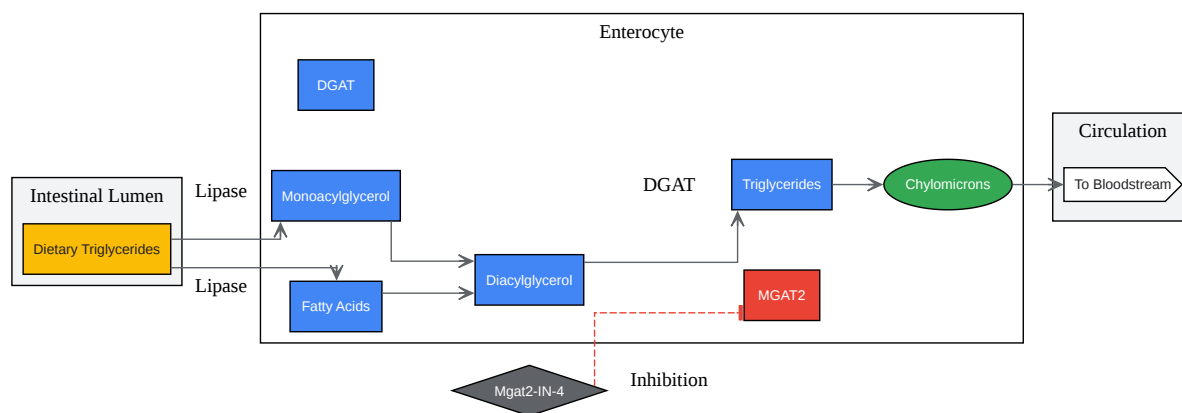 Enterocyte
DGAT
Circulation
Intestinal Lumen
Lipase
Monoacylglycerol
DGAT
Triglycerides
Chylomicrons
To Bloodstream
Dietary Triglycerides
Lipase
Fatty Acids
Diacylglycerol
MGAT2
Mgat2-IN-4
Inhibition